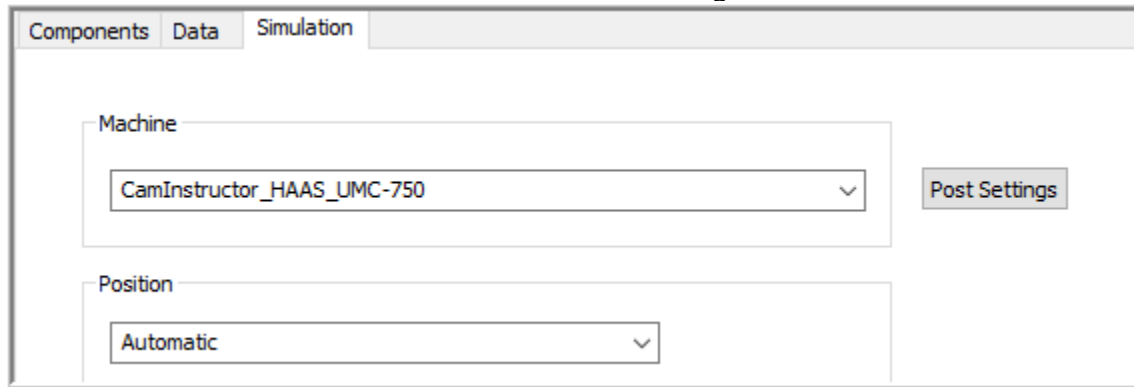 Components Data Simulation
Machine
CamInstructor_HAAS_UMC-750
Post Settings
Position
Automatic